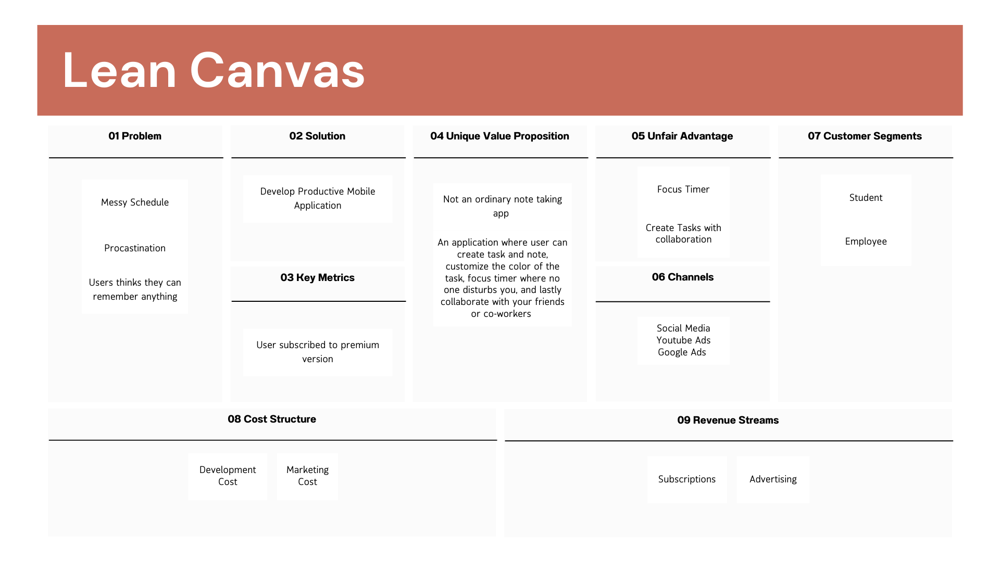 Lean Canvas
01 Problem
Messy Schedule
Procastination
Users thinks they can
remember anything
02 Solution
Develop Productive Mobile
Application
03 Key Metrics
User subscribed to premium
version
04 Unique Value Proposition
Not an ordinary note taking
app
An application where user can
create task and note,
customize the color of the
task, focus timer where no
one disturbs you, and lastly
collaborate with your friends
or co-workers
05 Unfair Advantage
Focus Timer
Create Tasks with
collaboration
06 Channels
Social Media
Youtube Ads
Google Ads
07 Customer Segments
Student
Employee
08 Cost Structure
Development
Cost
Marketing
Cost
09 Revenue Streams
Subscriptions
Advertising